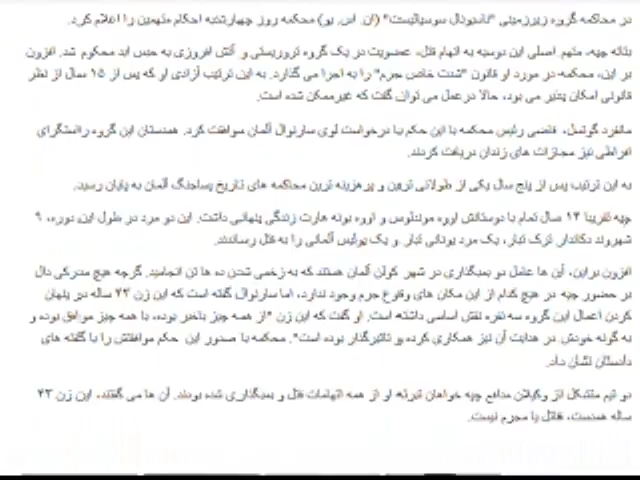 در محاکمه گروه زیرزمینی "ناسیونال سوسیالیست" (ان. اس. یو) محکمه روز چهارشنبه احکام متهمین را اعلام کرد.
بئاته چپه، متهم اصلی این دوسیه به اتهام قتل، عضویت در یک گروه تروریستی و آتش افروزی به حبس ابد محکوم شد. افزون
بر این، محکمه در مورد او قانون "شدت خاص جرم" را به اجرا می گذارد. به این ترتیب آزادی او که پس از ۱۵ سال از نظر
قانونی امکان پذیر می بود، حالا درعمل می توان گفت که غیرممکن شده است.
مانفرد گوتسل، قاضی رئیس محکمه با این حکم با درخواست لوی سارنوال آلمان موافقت کرد. همدستان این گروه راستگرای
افراطی نیز مجازات های زندان دریافت کردند.
به این ترتیب پس از پنج سال یکی از طولانی ترین و پرهزینه ترین محاکمه های تاریخ پساجنگ آلمان به پایان رسید.
چپه تقریبا ۱۳ سال تمام با دوستانش اووه موندلوس و اووه بونه هارت زندگی پنهانی داشت. این دو مرد در طول این دوره، ۹
شهروند دکاندار ترک تبار، یک مرد یونانی تبار و یک پولیس آلمانی را به قتل رساندند.
افزون براین، آن ها عامل دو بمبگذاری در شهر کولن آلمان هستند که به زخمی شدن ده ها تن انجامید. گرچه هیچ مدرکی دال
بر حضور چپه در هیچ کدام از این مکان های وقوع جرم وجود ندارد، اما سارنوال گفته است که این زن ۴۳ ساله در پنهان
کردن اعمال این گروه سه نفره نقش اساسی داشته است. او گفت که این زن "از همه چیز باخبر بوده، با همه چیز موافق بوده و
به گونه خودش در هدایت آن نیز همکاری کرده و تاثیرگذار بوده است". محکمه با صدور این حکم موافقتش را با گفته های
دادستان نشان داد.
دو تیم متشکل از وکیلان مدافع چپه خواهان تبرئه او از همه اتهامات قتل و بمبگذاری شده بودند. آن ها می گفتند، این زن ۴۳
ساله همدست، قاتل یا مجرم نیست.